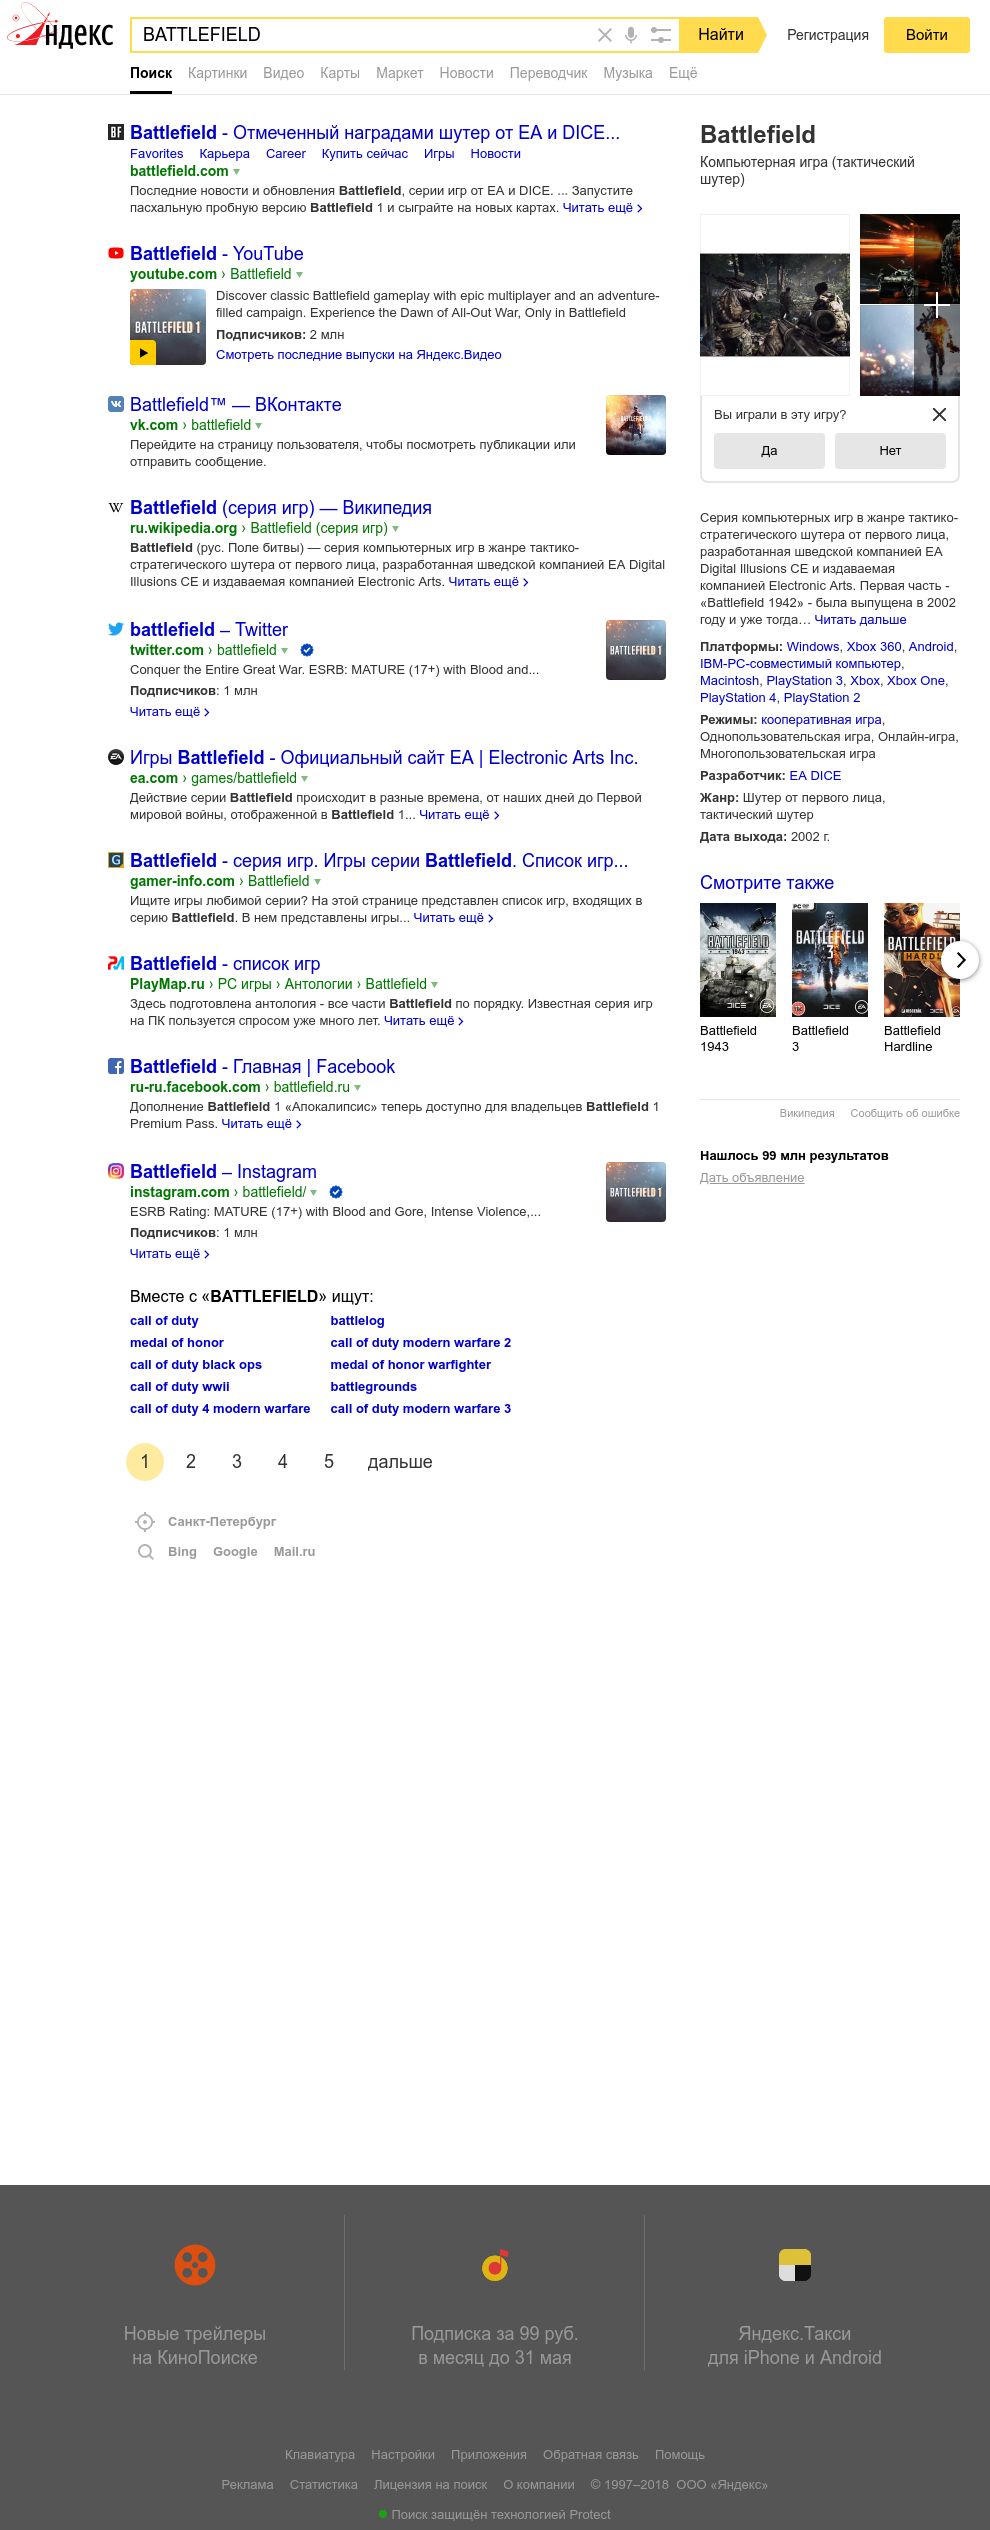 Яндекс
BATTLEFIELD
Найти
Регистрация
Войти
Поиск Картинки Видео Карты Маркет Новости Переводчик Музыка Ещё
Battlefield - Отмеченный наградами шутер от EA и DICE...
Favorites Карьера Career Купить сейчас Игры Новости
battlefield.com
Последние новости и обновления Battlefield, серии игр от EA и DICE. ... Запустите
пасхальную пробную версию Battlefield 1 и сыграйте на новых картах. Читать ещё
Battlefield - YouTube
youtube.com › Battlefield
BATTLEFIELD 1
Discover classic Battlefield gameplay with epic multiplayer and an adventure-
filled campaign. Experience the Dawn of All-Out War, Only in Battlefield
Подписчиков: 2 млн
Смотреть последние выпуски на Яндекс.Видео
Battlefield™ — ВКонтакте
vk.com › battlefield
Перейдите на страницу пользователя, чтобы посмотреть публикации или
отправить сообщение.
Battlefield (серия игр) — Википедия
ru.wikipedia.org › Battlefield (серия игр)
Battlefield (рус. Поле битвы) — серия компьютерных игр в жанре тактико-
стратегического шутера от первого лица, разработанная шведской компанией EA Digital
Illusions CE и издаваемая компанией Electronic Arts. Читать ещё
battlefield – Twitter
twitter.com › battlefield
Conquer the Entire Great War. ESRB: MATURE (17+) with Blood and...
Подписчиков: 1 млн
Читать ещё
BATTLEFIELD 1
Игры Battlefield - Официальный сайт EA | Electronic Arts Inc.
ea.com › games/battlefield
Действие серии Battlefield происходит в разные времена, от наших дней до Первой
мировой войны, отображенной в Battlefield 1... Читать ещё
Battlefield - серия игр. Игры серии Battlefield. Список игр...
gamer-info.com › Battlefield
Ищите игры любимой серии? На этой странице представлен список игр, входящих в
серию Battlefield. В нем представлены игры... Читать ещё
Battlefield - список игр
PlayMap.ru › PC игры › Антологии › Battlefield
Здесь подготовлена антология - все части Battlefield по порядку. Известная серия игр
на ПК пользуется спросом уже много лет. Читать ещё
Battlefield - Главная | Facebook
ru-ru.facebook.com › battlefield.ru
Дополнение Battlefield 1 «Апокалипсис» теперь доступно для владельцев Battlefield 1
Premium Pass. Читать ещё
Battlefield – Instagram
instagram.com › battlefield/
ESRB Rating: MATURE (17+) with Blood and Gore, Intense Violence,...
Подписчиков: 1 млн
Читать ещё
BATTLEFIELD 1
Вместе с «BATTLEFIELD» ищут:
call of duty
medal of honor
call of duty black ops
call of duty wwii
call of duty 4 modern warfare
battlelog
call of duty modern warfare 2
medal of honor warfighter
battlegrounds
call of duty modern warfare 3
1 2 3 4 5 дальше
Санкт-Петербург
Bing Google Mail.ru
Battlefield
Компьютерная игра (тактический
шутер)
Вы играли в эту игру?
Да Нет
Серия компьютерных игр в жанре тактико-
стратегического шутера от первого лица,
разработанная шведской компанией EA
Digital Illusions CE и издаваемая
компанией Electronic Arts. Первая часть -
«Battlefield 1942» - была выпущена в 2002
году и уже тогда… Читать дальше
Платформы: Windows, Xbox 360, Android,
IBM-PC-совместимый компьютер,
Macintosh, PlayStation 3, Xbox, Xbox One,
PlayStation 4, PlayStation 2
Режимы: кооперативная игра,
Однопользовательская игра, Онлайн-игра,
Многопользовательская игра
Разработчик: EA DICE
Жанр: Шутер от первого лица,
тактический шутер
Дата выхода: 2002 г.
Смотрите также
BATTLEFIELD
1943
BATTLEFIELD
3
BATTLEFIELD
Battlefield
1943
Battlefield
3
Battlefield
Hardline
Википедия Сообщить об ошибке
Нашлось 99 млн результатов
Дать объявление
Новые трейлеры
на КиноПоиске
Подписка за 99 руб.
в месяц до 31 мая
Яндекс.Такси
для iPhone и Android
Клавиатура Настройки Приложения Обратная связь Помощь
Реклама Статистика Лицензия на поиск О компании © 1997–2018 ООО «Яндекс»
Поиск защищён технологией Protect